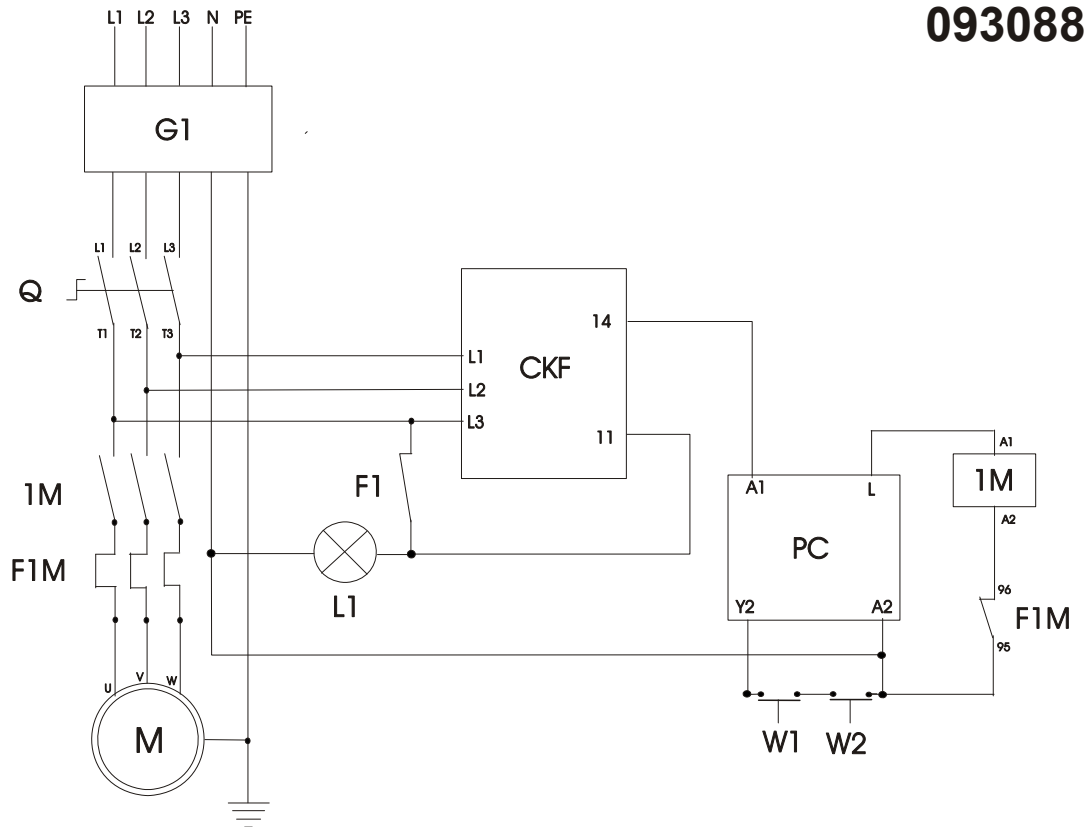 093088
L1 L2 L3 N PE
G1
L1 L2 L3
Q
T1 T2 T3
14
L1
CKF
L2
L3
11
A1
1M
F1
1M
A1 L
A2
PC
F1M
96
F1M
L1
Y2 A2
95
U V W
M
W1 W2